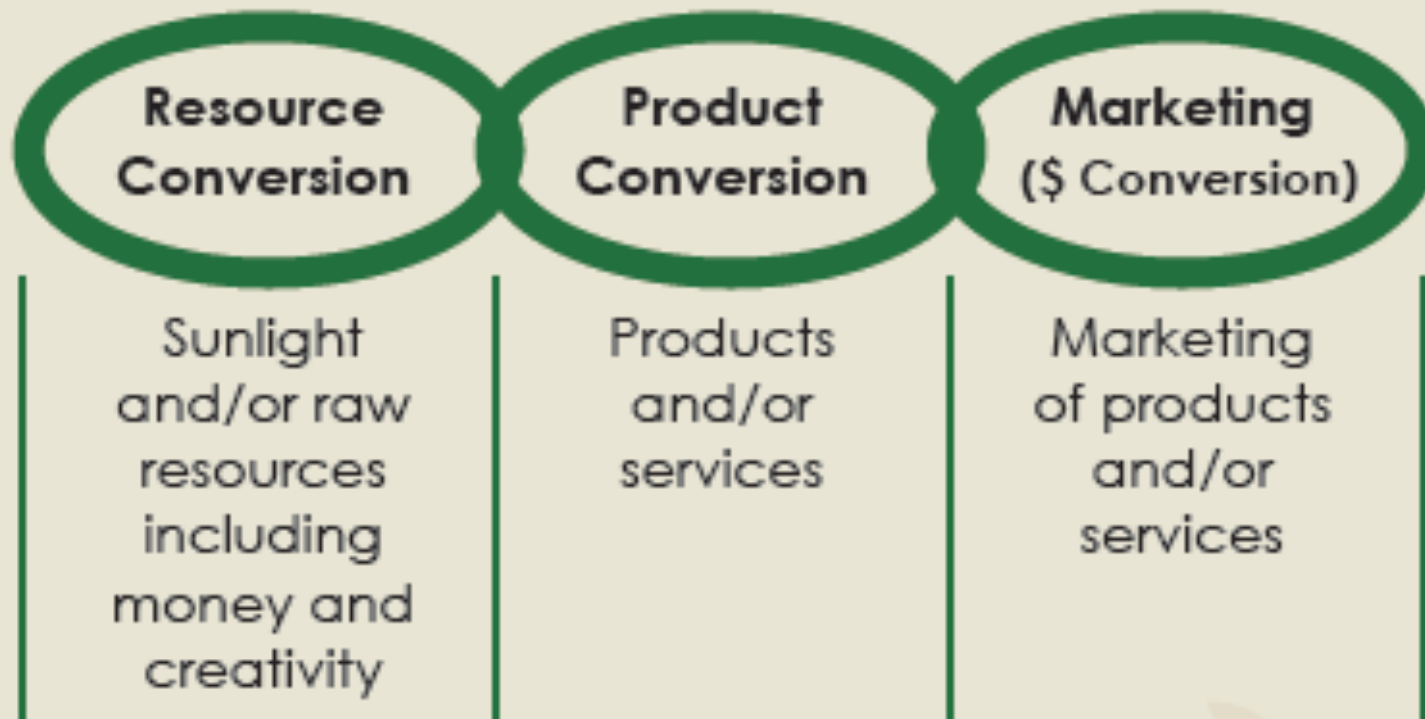 Resource
Conversion
Product
Conversion
Marketing
($ Conversion)
Sunlight
and/or raw
resources
including
money and
creativity
Products
and/or
services
Marketing
of products
and/or
services